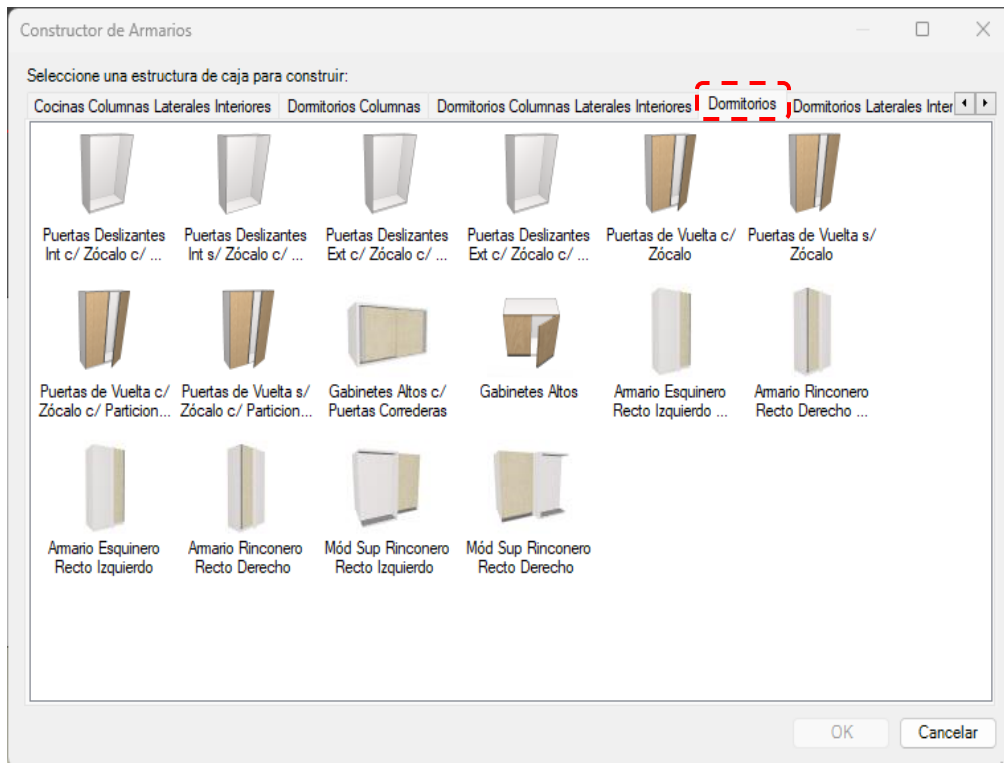 Constructor de Armarios
Seleccione una estructura de caja para construir:
Cocinas Columnas Laterales Interiores Dormitorios Columnas Dormitorios Columnas Laterales Interiores Dormitorios Dormitorios Laterales Inter
Puertas Deslizantes
Int c/ Zócalo c/ ...
Puertas Deslizantes
Int s/ Zócalo c/ ...
Puertas Deslizantes
Ext c/ Zócalo c/ ...
Puertas Deslizantes
Ext c/ Zócalo c/ ...
Puertas de Vuelta c/
Zócalo
Puertas de Vuelta s/
Zócalo
Puertas de Vuelta c/
Zócalo c/ Particion...
Puertas de Vuelta s/
Zócalo c/ Particion...
Gabinetes Altos c/
Puertas Correderas
Gabinetes Altos
Armario Esquinero
Recto Izquierdo ...
Armario Rinconero
Recto Derecho ...
Armario Esquinero
Recto Izquierdo
Armario Rinconero
Recto Derecho
Mód Sup Rinconero
Recto Izquierdo
Mód Sup Rinconero
Recto Derecho
OK
Cancelar